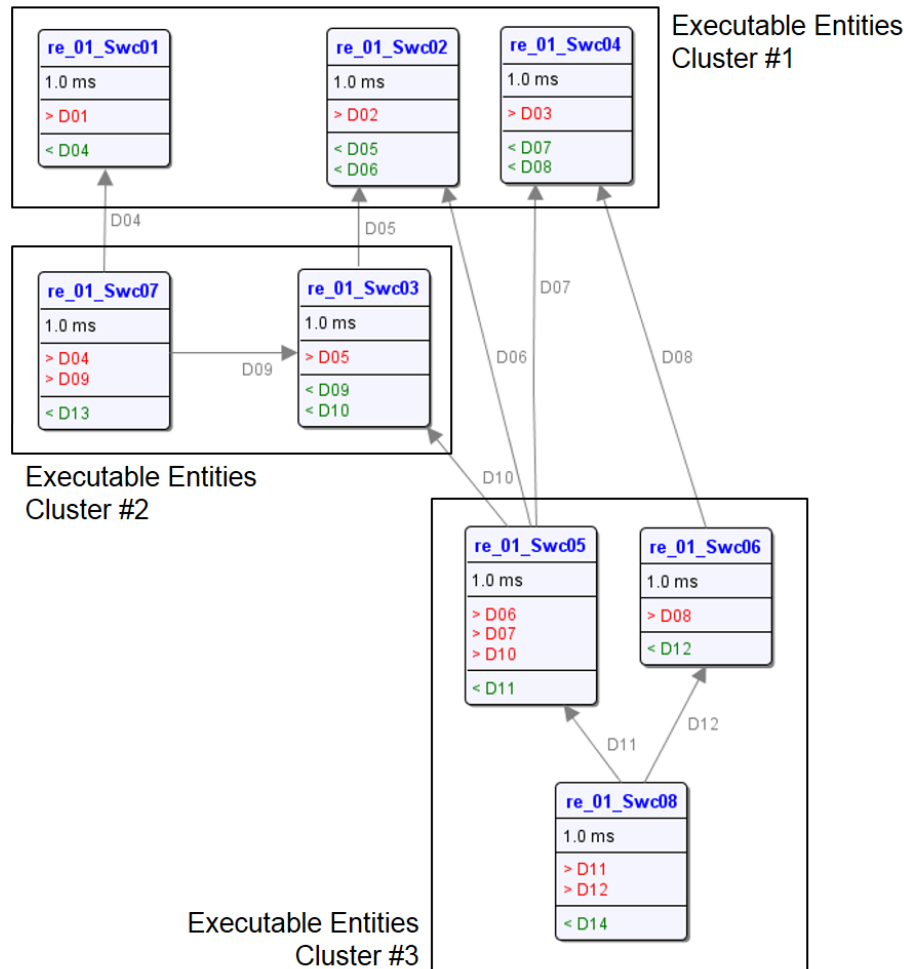 Executable Entities
Cluster #1
re_01_Swc01
1.0 ms
> D01
< D04
re_01_Swc02
1.0 ms
> D02
< D05
< D06
re_01_Swc04
1.0 ms
> D03
< D07
< D08
D04
D05
D06
D07
D08
re_01_Swc07
1.0 ms
> D04
> D09
< D13
D09
re_01_Swc03
1.0 ms
> D05
< D09
< D10
Executable Entities
Cluster #2
D10
re_01_Swc05
1.0 ms
> D06
> D07
> D10
< D11
re_01_Swc06
1.0 ms
> D08
< D12
D11
D12
re_01_Swc08
1.0 ms
> D11
> D12
< D14
Executable Entities
Cluster #3